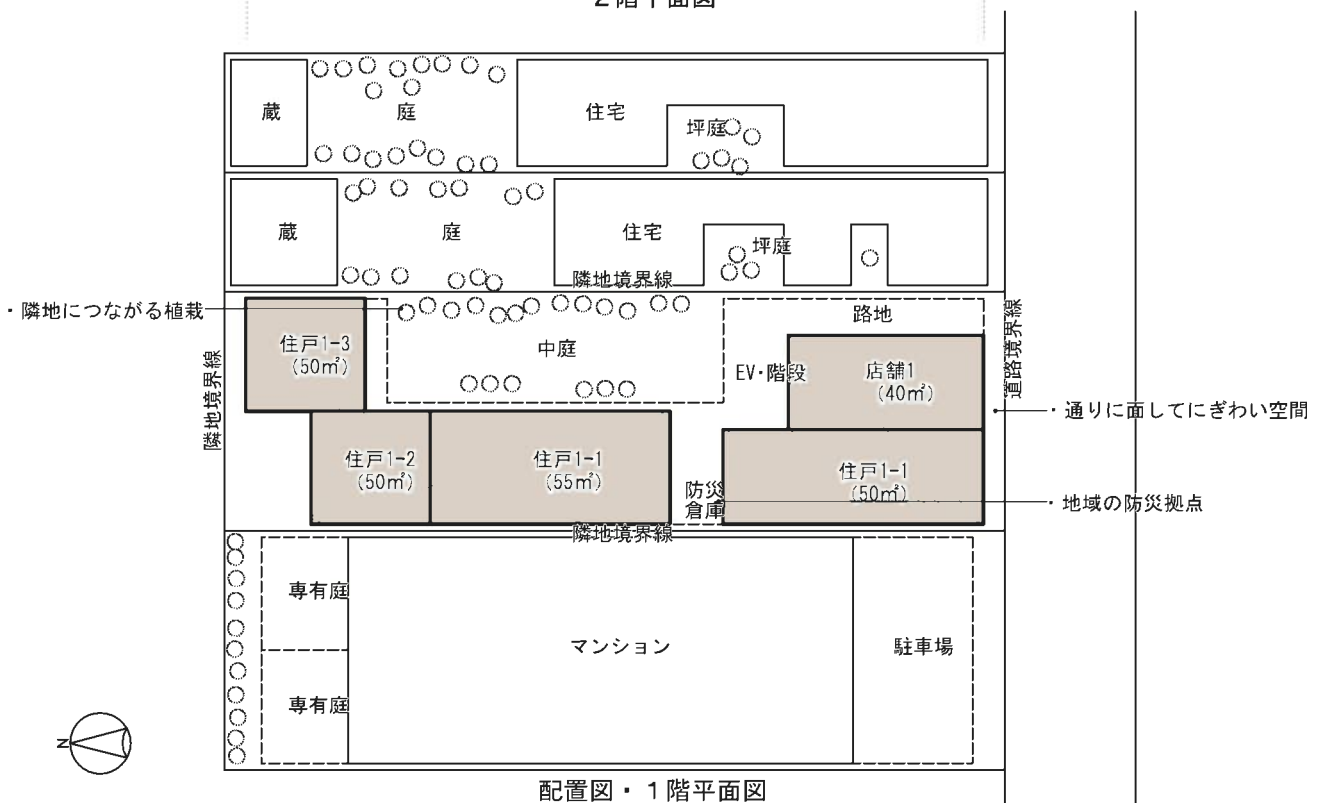 2階平面図
蔵
庭
住宅
坪庭
蔵
庭
住宅
坪庭
隣地境界線
・隣地につながる植栽
路地
道路境界線
住戸1-3
(50㎡)
中庭
EV・階段
店舗1
(40㎡)
隣地境界線
・通りに面してにぎわい空間
住戸1-2
(50㎡)
住戸1-1
(55㎡)
防災
倉庫
住戸1-1
(50㎡)
・地域の防災拠点
隣地境界線
専有庭
マンション
駐車場
専有庭
N
配置図・1階平面図